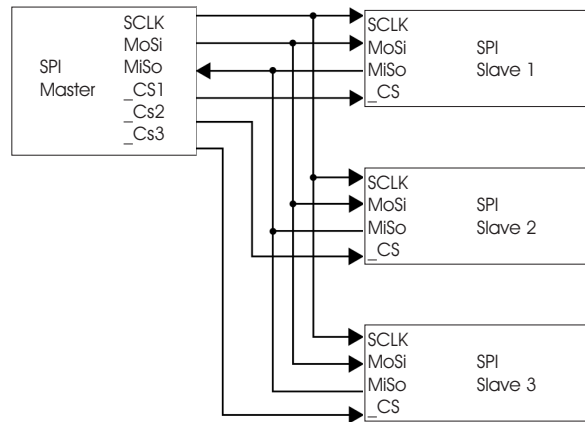 SCLK
MoSi
MiSo
_CS1
_Cs2
_Cs3
SPI
Master
SCLK
MoSi
MiSo
_CS
SPI
Slave 1
SCLK
MoSi
MiSo
_CS
SPI
Slave 2
SCLK
MoSi
MiSo
_CS
SPI
Slave 3